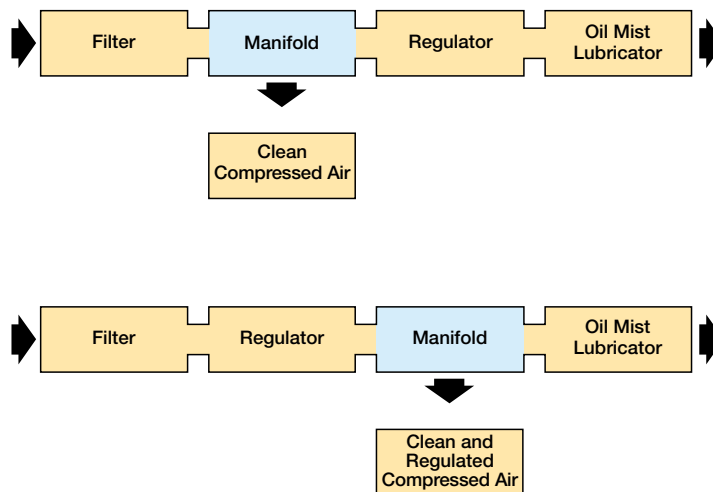 Filter
Manifold
Regulator
Oil Mist
Lubricator
Clean
Compressed Air
Filter
Regulator
Manifold
Oil Mist
Lubricator
Clean and
Regulated
Compressed Air